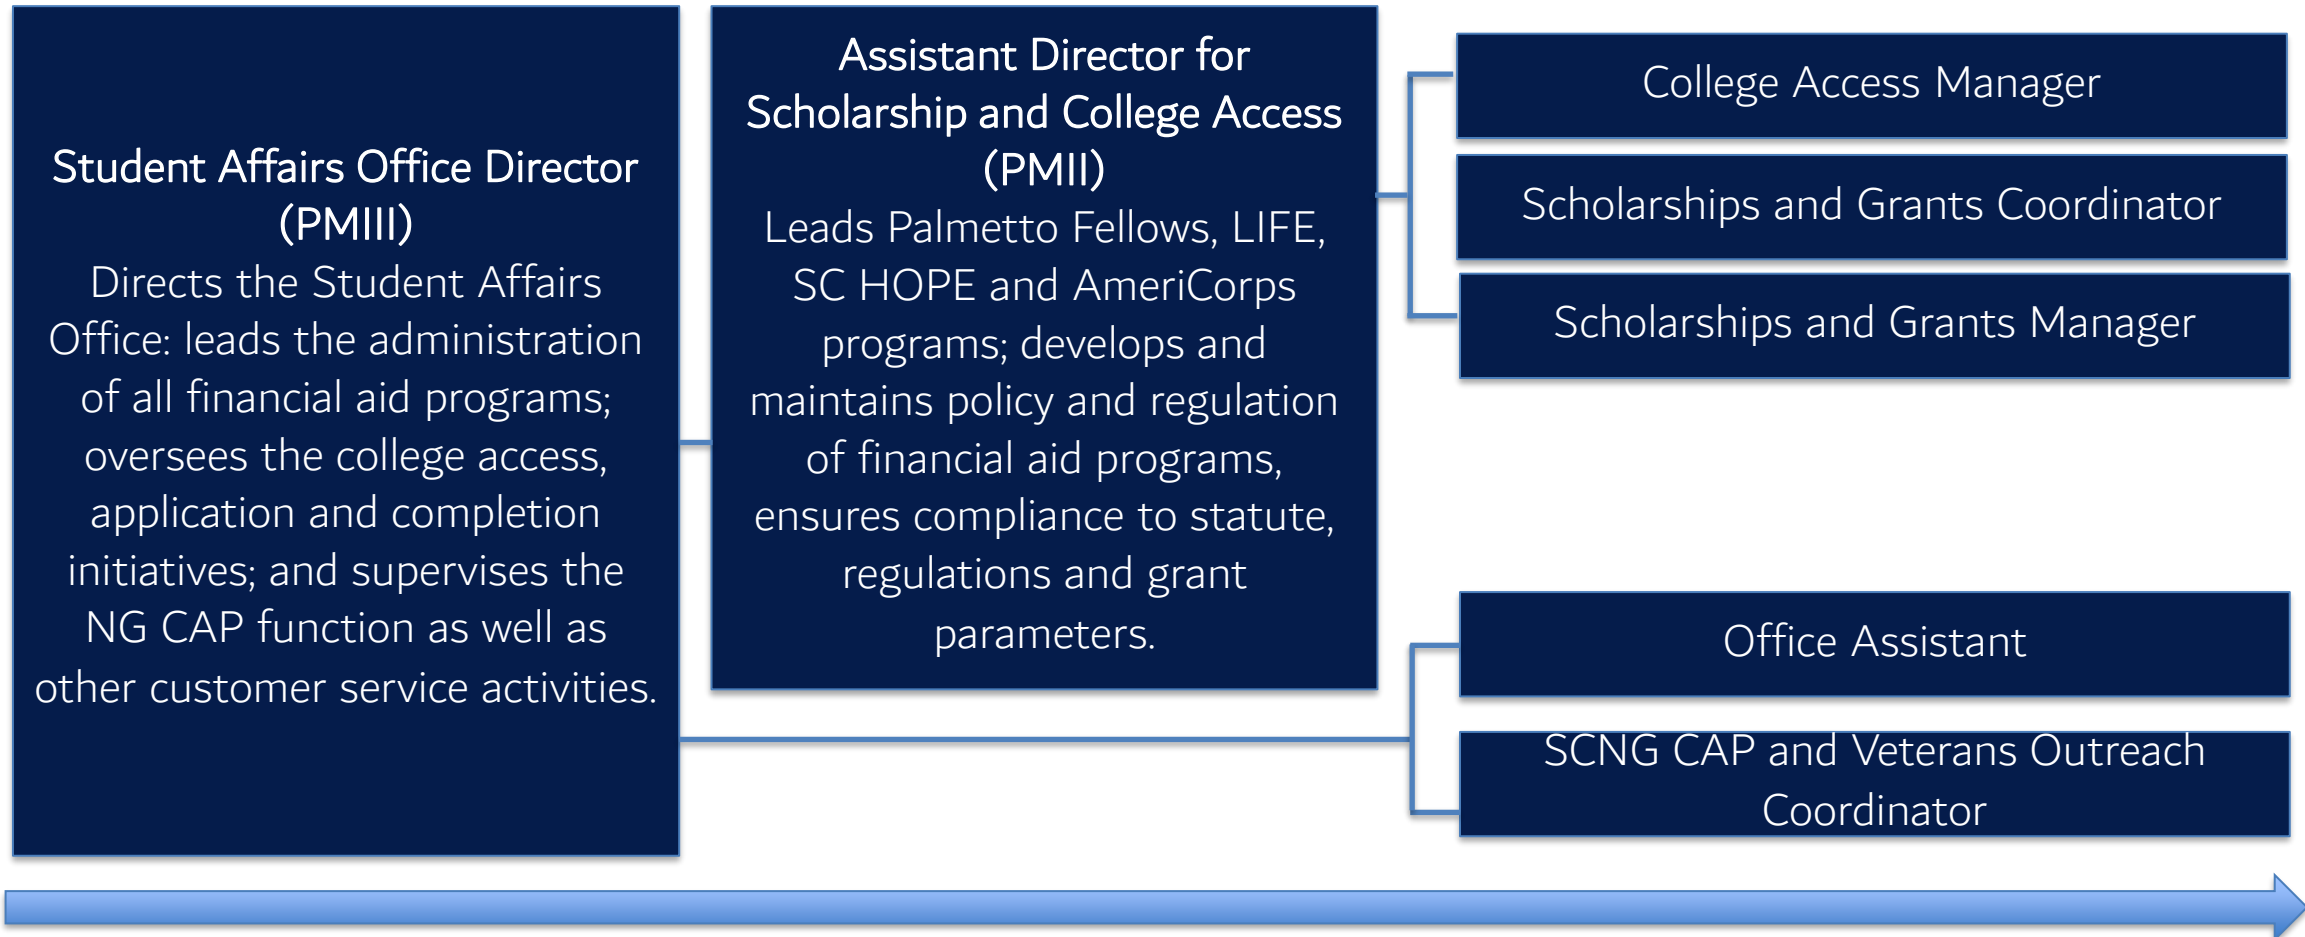 Student Affairs Office Director
(PMIII)
Directs the Student Affairs
Office: leads the administration
of all financial aid programs;
oversees the college access,
application and completion
initiatives; and supervises the
NG CAP function as well as
other customer service activities.
Assistant Director for
Scholarship and College Access
(PMII)
Leads Palmetto Fellows, LIFE,
SC HOPE and AmeriCorps
programs; develops and
maintains policy and regulation
of financial aid programs,
ensures compliance to statute,
regulations and grant
parameters.
College Access Manager
Scholarships and Grants Coordinator
Scholarships and Grants Manager
Office Assistant
SCNG CAP and Veterans Outreach
Coordinator